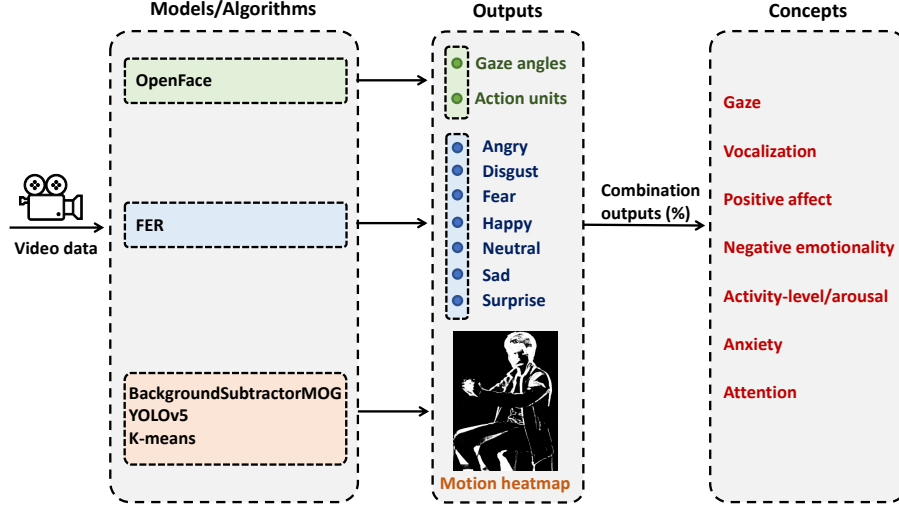 Models/Algorithms
Outputs
Concepts
OpenFace
Gaze angles
Action units
Angry
Disgust
Fear
Happy
Neutral
Sad
Surprise
FER
Video data
BackgroundSubtractorMOG
YOLOv5
K-means
Motion heatmap
Combination
outputs (%)
Gaze
Vocalization
Positive affect
Negative emotionality
Activity-level/arousal
Anxiety
Attention